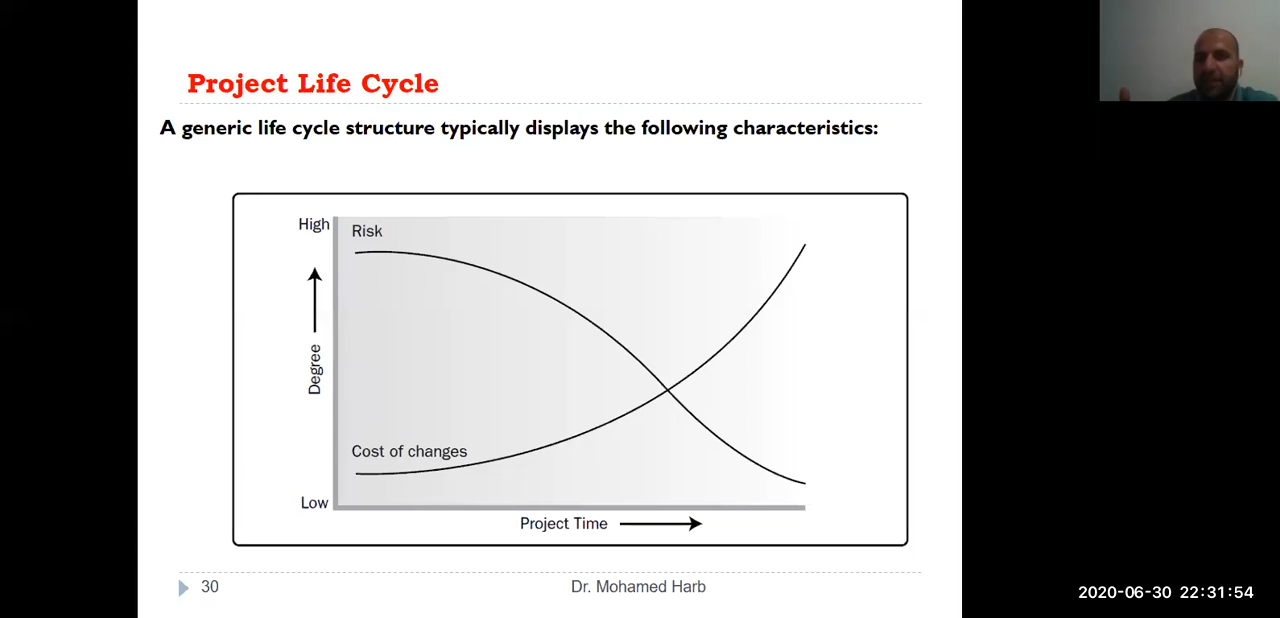 Project Life Cycle
A generic life cycle structure typically displays the following characteristics:
High
Risk
Degree
Cost of changes
Low
Project Time
30
Dr. Mohamed Harb
2020-06-30 22:31:54